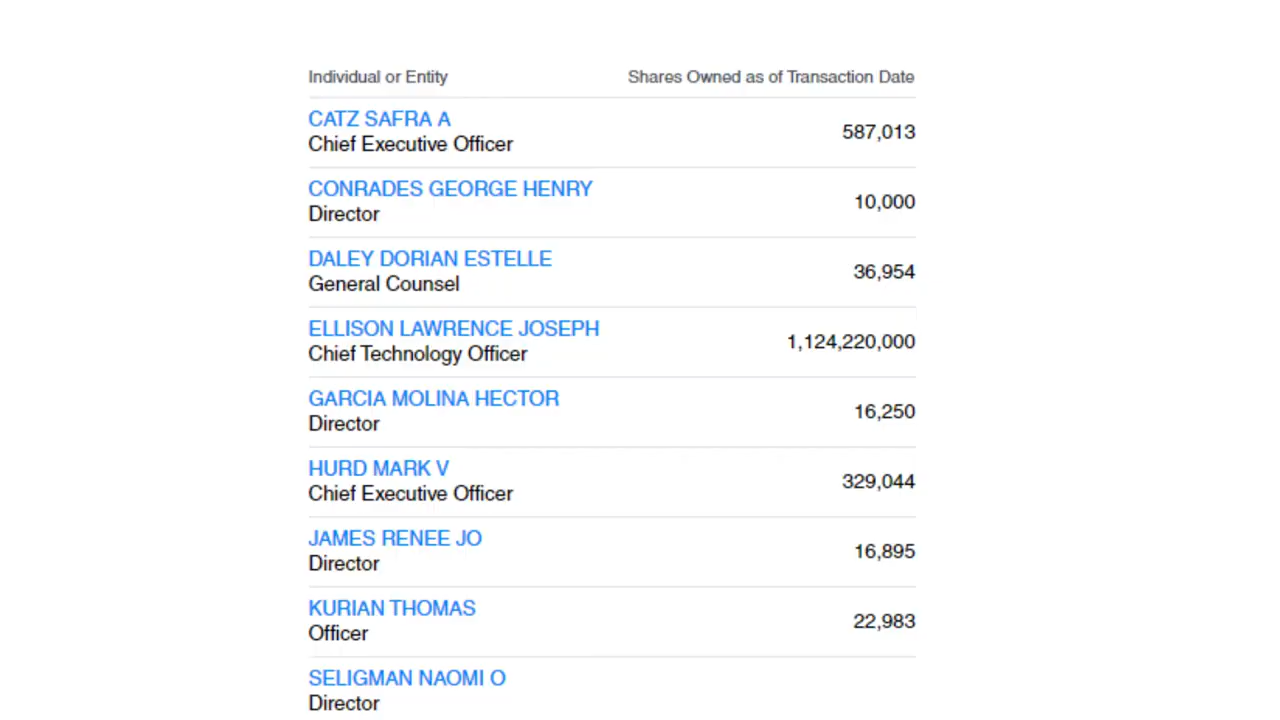 Individual or Entity Shares Owned as of Transaction Date
CATZ SAFRA A
Chief Executive Officer
587,013
CONRADES GEORGE HENRY
Director
10,000
DALEY DORIAN ESTELLE
General Counsel
36,954
ELLISON LAWRENCE JOSEPH
Chief Technology Officer
1,124,220,000
GARCIA MOLINA HECTOR
Director
16,250
HURD MARK V
Chief Executive Officer
329,044
JAMES RENEE JO
Director
16,895
KURIAN THOMAS
Officer
22,983
SELIGMAN NAOMI O
Director